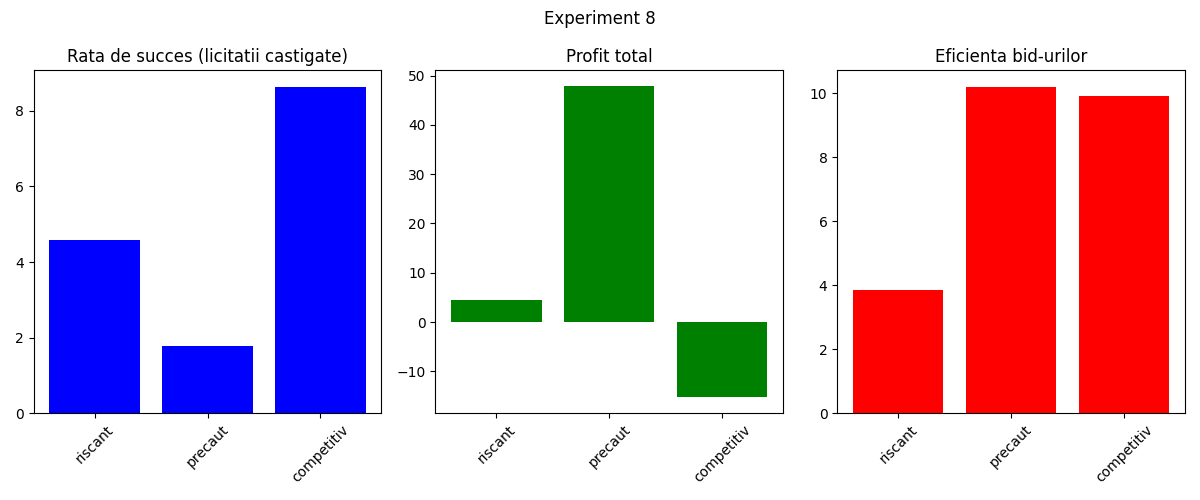 Experiment 8
Rata de succes (licitatii castigate)
8
6
4
2
0
riscant
precaut
competitiv
Profit total
50
40
30
20
10
0
−10
riscant
precaut
competitiv
Eficienta bid-urilor
10
8
6
4
2
0
riscant
precaut
competitiv